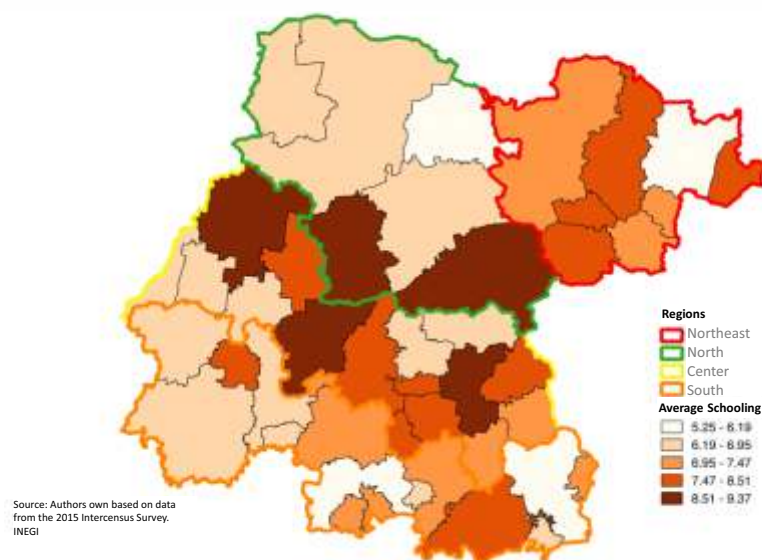 Regions
Northeast
North
Center
South
Average Schooling
5.25 - 6.19
6.19 - 6.95
6.95 - 7.47
7.47 - 8.51
8.51 - 9.37
Source: Authors own based on data
from the 2015 Intercensus Survey.
INEGI